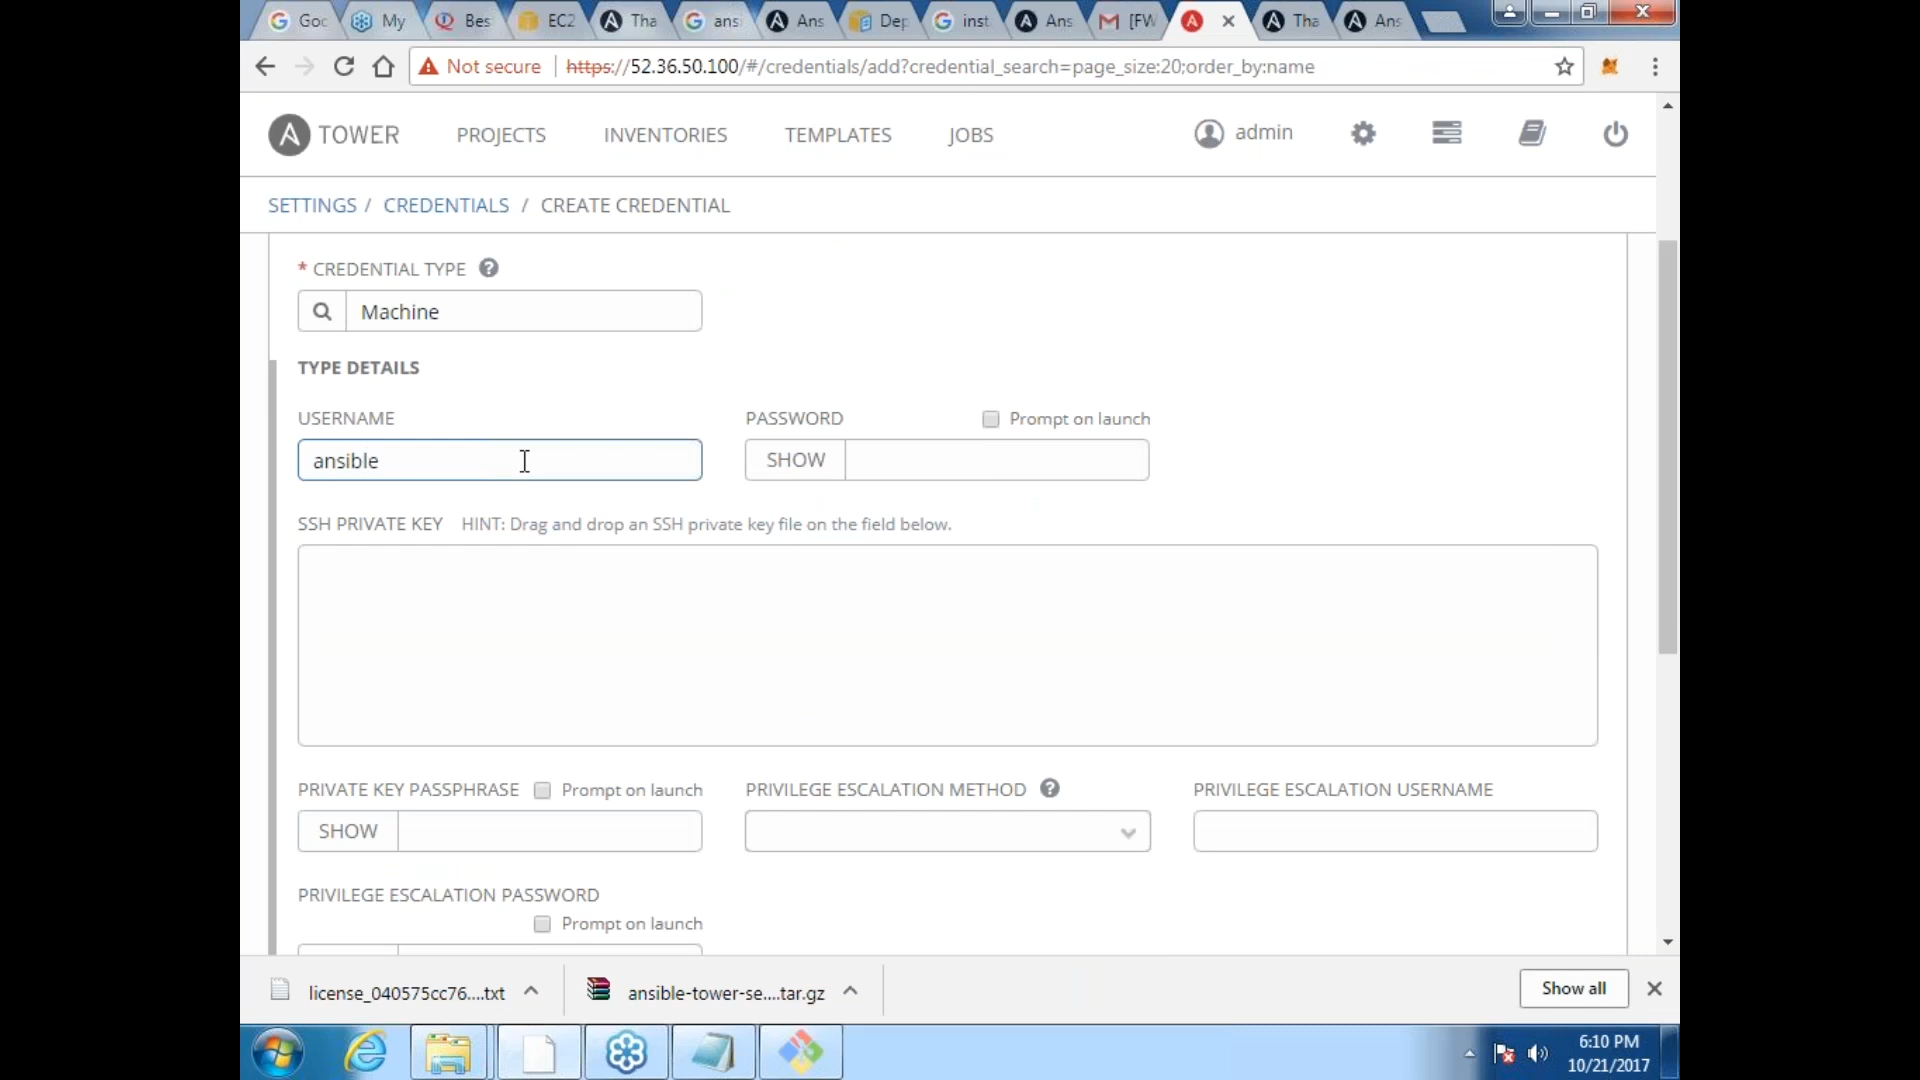 Goc My Bes EC2 Tha ansi Ans Dep inst Ans [FW Tha Ans
Not secure https://52.36.50.100/#/credentials/add?credential_search=page_size:20;order_by:name
A TOWER PROJECTS INVENTORIES TEMPLATES JOBS admin
SETTINGS / CREDENTIALS / CREATE CREDENTIAL
* CREDENTIAL TYPE ?
Machine
TYPE DETAILS
USERNAME PASSWORD Prompt on launch
ansible SHOW
SSH PRIVATE KEY HINT: Drag and drop an SSH private key file on the field below.
PRIVATE KEY PASSPHRASE Prompt on launch PRIVILEGE ESCALATION METHOD ? PRIVILEGE ESCALATION USERNAME
SHOW
PRIVILEGE ESCALATION PASSWORD
Prompt on launch
license_040575cc76....txt ansible-tower-se....tar.gz Show all
6:10 PM
10/21/2017